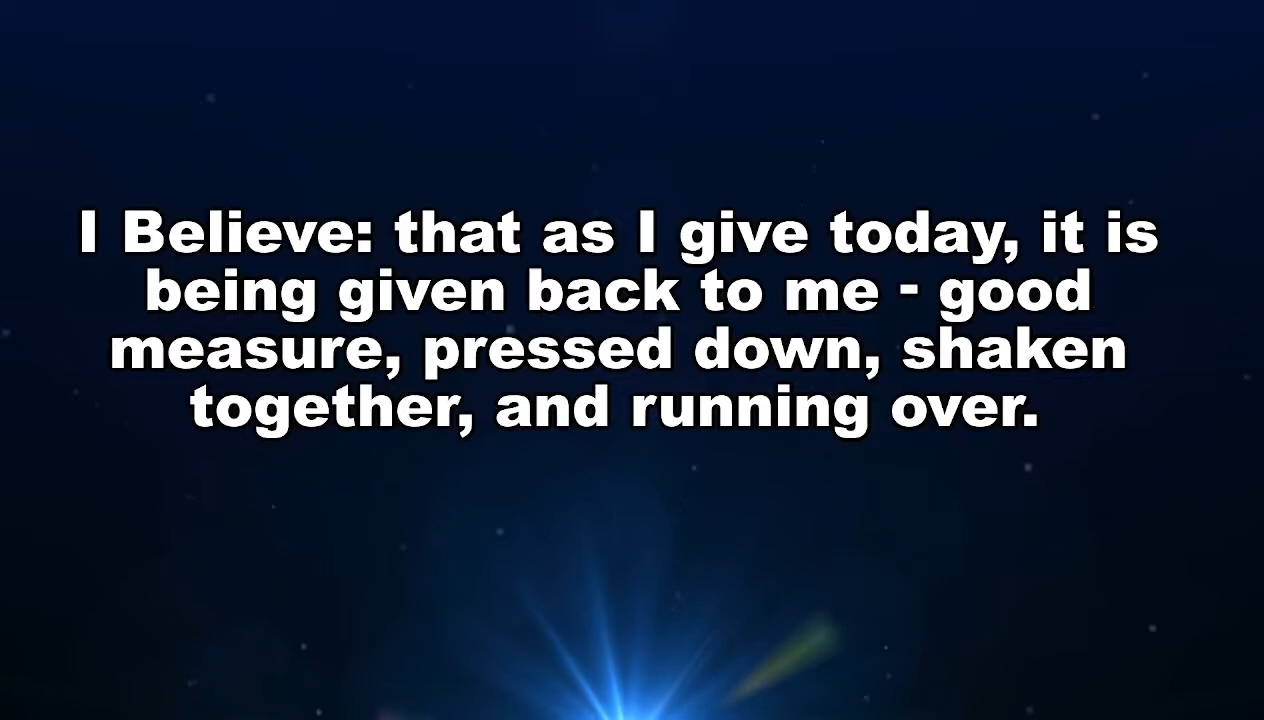 I Believe: that as I give today, it is
being given back to me - good
measure, pressed down, shaken
together, and running over.